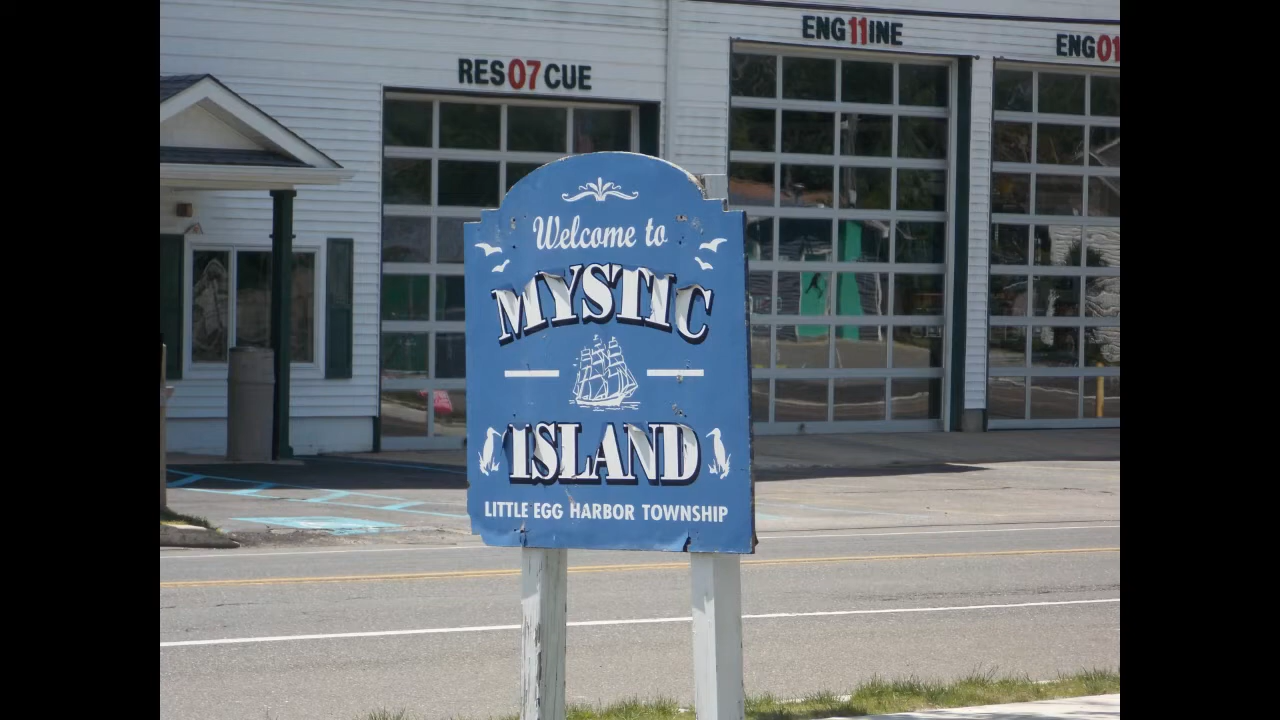 ENG11INE
RES07CUE
ENG01
Welcome to
MYSTIC
ISLAND
LITTLE EGG HARBOR TOWNSHIP